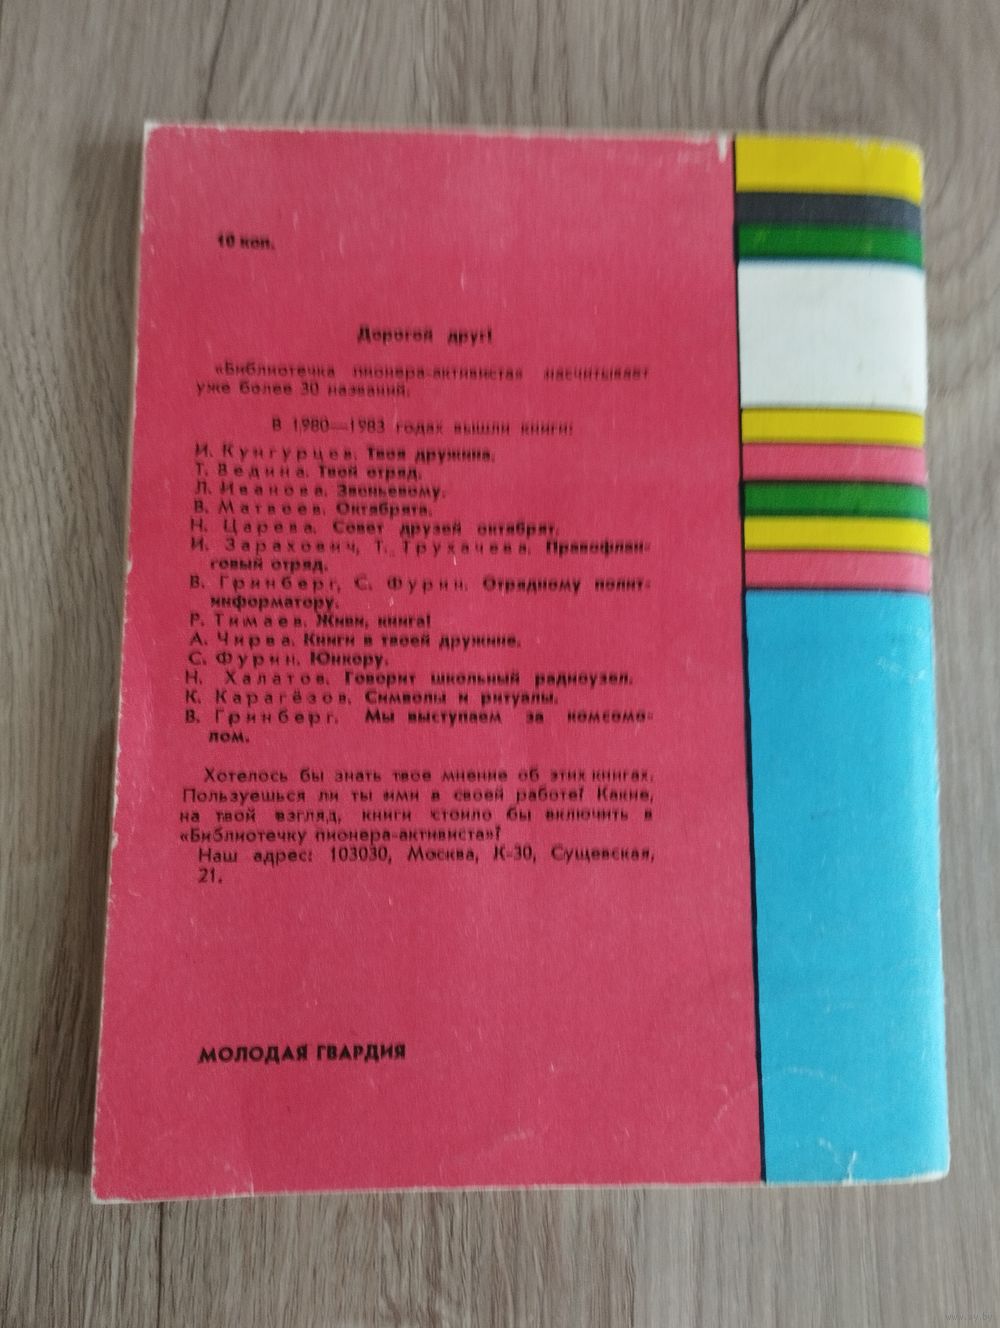 10 коп.
Дорогой друг!
«Библиотечка пионера-активиста» насчитывает
уже более 30 названий.
В 1980—1983 годах вышли книги:
И. Кунгурцев. Твоя дружина.
Т. Ведина. Твой отряд.
Л. Иванова. Звеньевому.
В. Матвеев. Октябрята.
Н. Царева. Совет друзей октябрят.
И. Зарахович, Т. Трухачева. Правофлан-
говый отряд.
В. Гринберг, С. Фурин. Отрядному полит-
информатору.
Р. Тимаев. Живи, книга!
А. Чирва. Книги в твоей дружине.
С. Фурин. Юнкору.
Н. Халатов. Говорит школьный радиоузел.
К. Карагёзов. Символы и ритуалы.
В. Гринберг. Мы выступаем за комсомо-
лом.
Хотелось бы знать твое мнение об этих книгах.
Пользуешься ли ты ими в своей работе? Какие,
на твой взгляд, книги стоило бы включить в
«Библиотечку пионера-активиста»?
Наш адрес: 103030, Москва, К-30, Сущевская,
21.
МОЛОДАЯ ГВАРДИЯ
www.ay.by